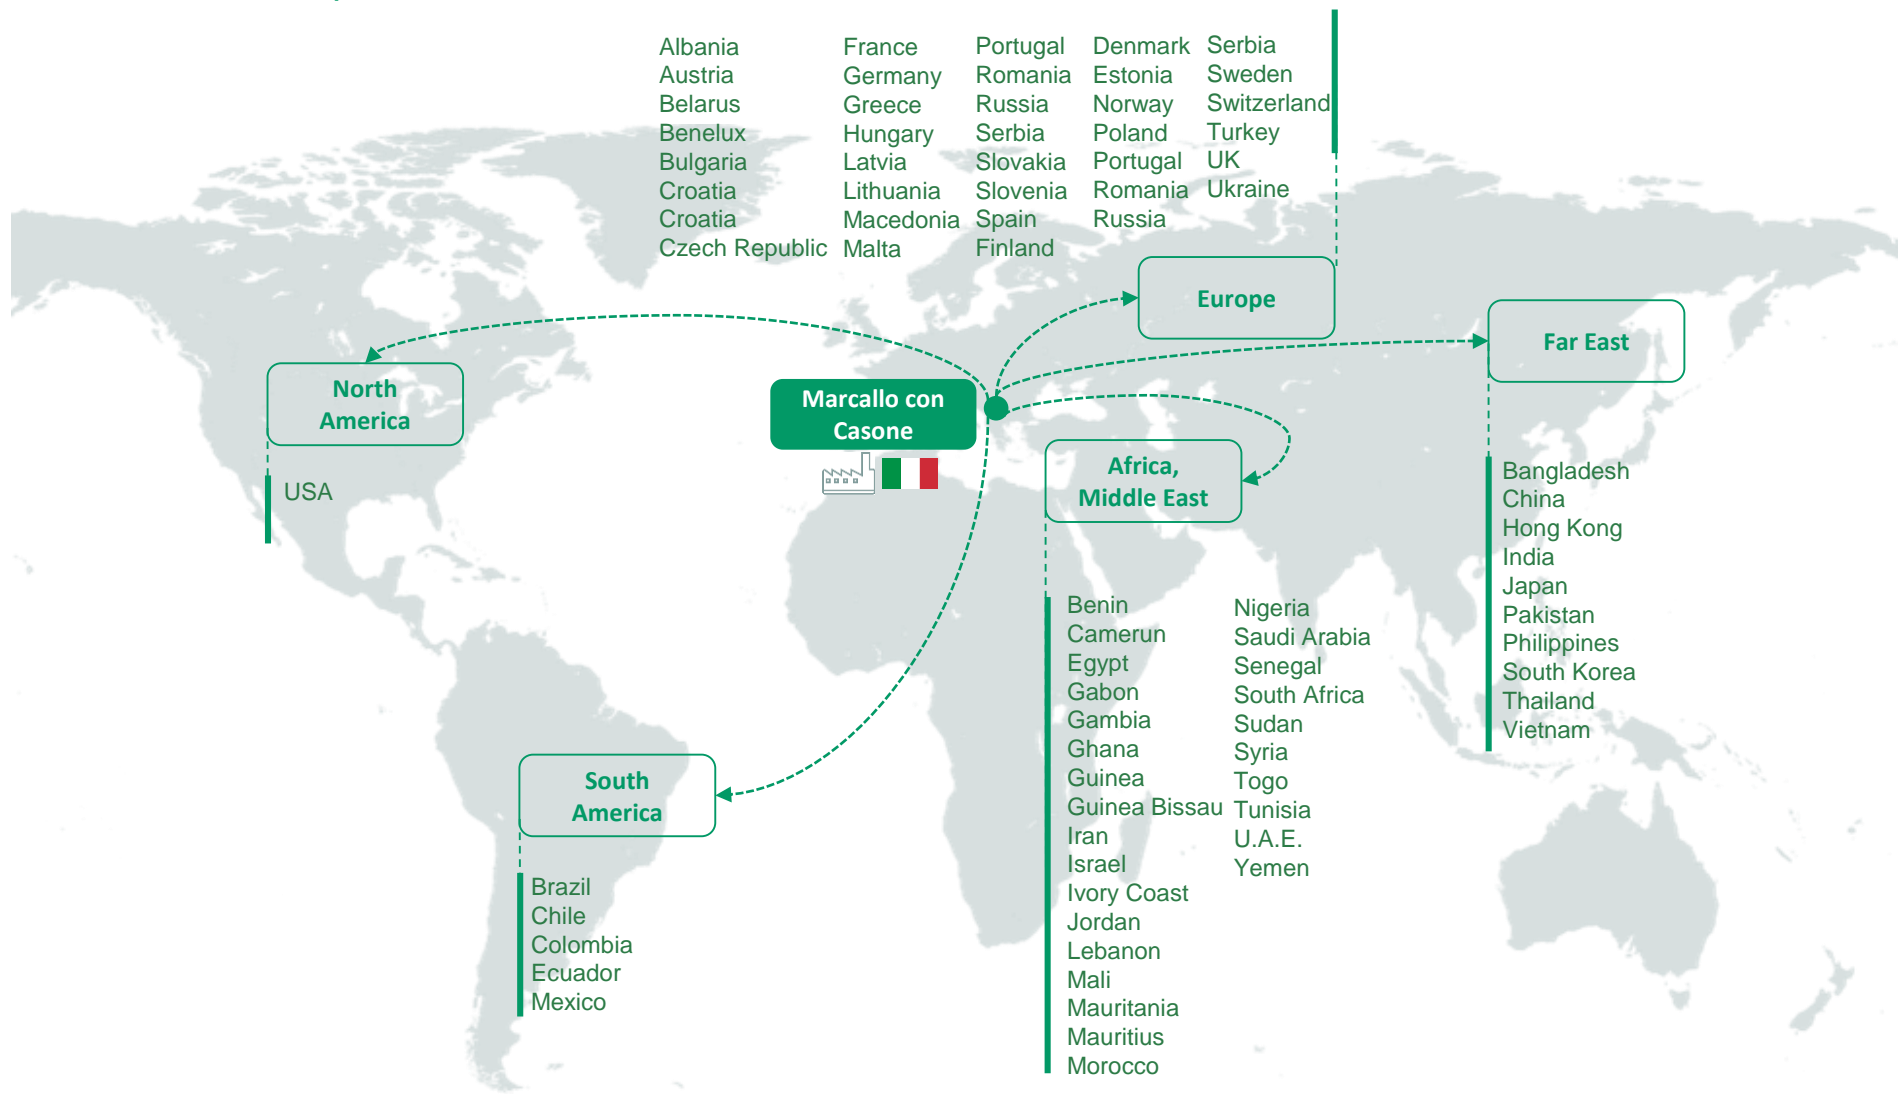 Albania
Austria
Belarus
Benelux
Bulgaria
Croatia
Croatia
Czech Republic
France
Germany
Greece
Hungary
Latvia
Lithuania
Macedonia
Malta
Portugal
Romania
Russia
Serbia
Slovakia
Slovenia
Spain
Finland
Denmark
Estonia
Norway
Poland
Portugal
Romania
Russia
Serbia
Sweden
Switzerland
Turkey
UK
Ukraine
Europe
Far East
North
America
Marcallo con
Casone
Africa,
Middle East
USA
Bangladesh
China
Hong Kong
India
Japan
Pakistan
Philippines
South Korea
Thailand
Vietnam
Benin
Camerun
Egypt
Gabon
Gambia
Ghana
Guinea
Guinea Bissau
Iran
Israel
Ivory Coast
Jordan
Lebanon
Mali
Mauritania
Mauritius
Morocco
Nigeria
Saudi Arabia
Senegal
South Africa
Sudan
Syria
Togo
Tunisia
U.A.E.
Yemen
South
America
Brazil
Chile
Colombia
Ecuador
Mexico